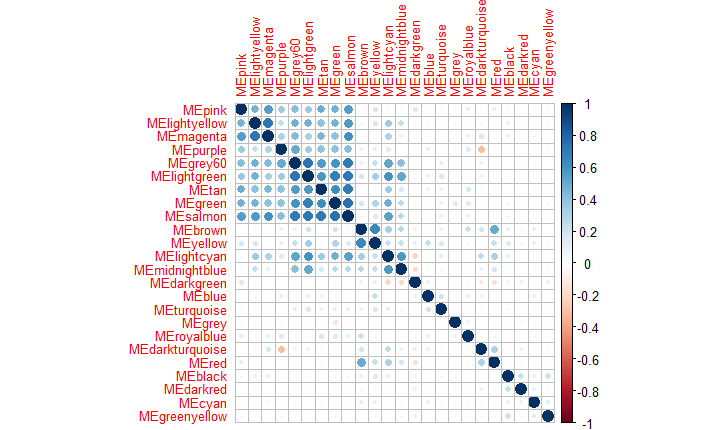 MEpink
MElightyellow
MEmagenta
MEpurple
MEgrey60
MElightgreen
MEtan
MEgreen
MEsalmon
MEbrown
MEyellow
MElightcyan
MEmidnightblue
MEdarkgreen
MEblue
MEturquoise
MEgrey
MEroyalblue
MEdarkturquoise
MEred
MEblack
MEdarkred
MEcyan
MEgreenyellow
MEpink
MElightyellow
MEmagenta
MEpurple
MEgrey60
MElightgreen
MEtan
MEgreen
MEsalmon
MEbrown
MEyellow
MElightcyan
MEmidnightblue
MEdarkgreen
MEblue
MEturquoise
MEgrey
MEroyalblue
MEdarkturquoise
MEred
MEblack
MEdarkred
MEcyan
MEgreenyellow
1
0.8
0.6
0.4
0.2
0
-0.2
-0.4
-0.6
-0.8
-1